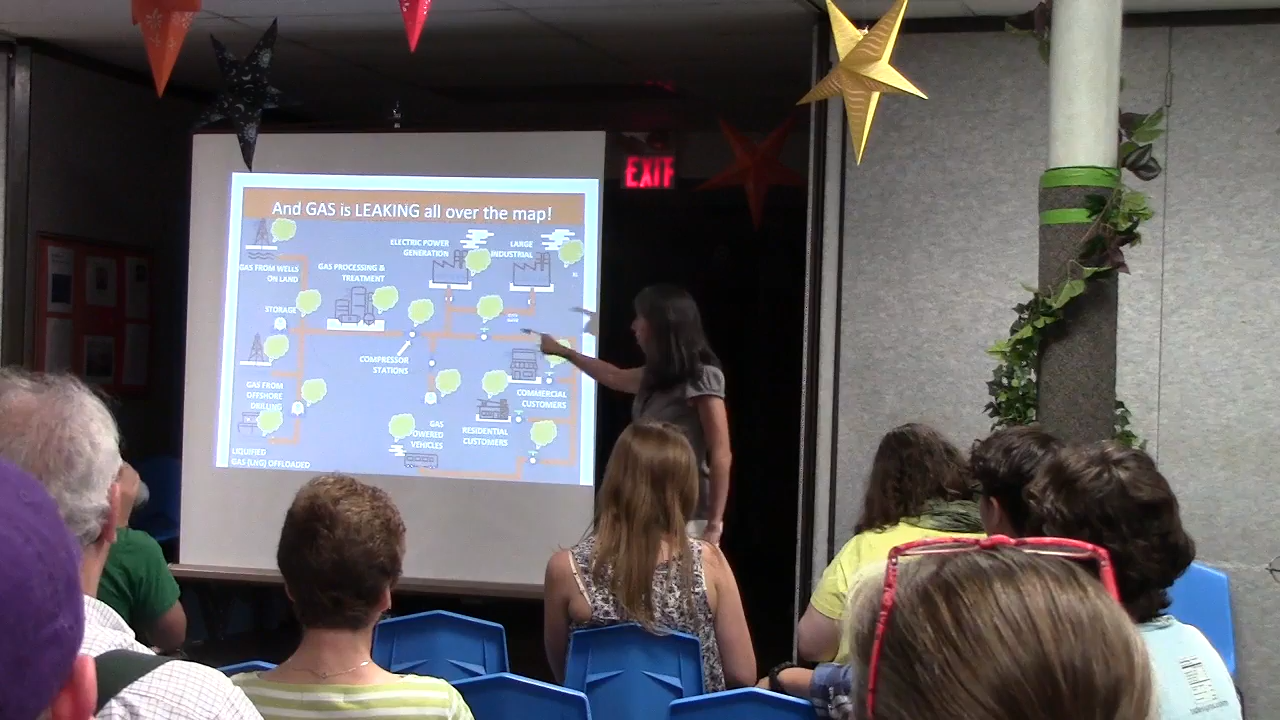 EXIT
And GAS is LEAKING all over the map!
ELECTRIC POWER
GENERATION
LARGE
INDUSTRIAL
GAS FROM WELLS
ON LAND
GAS PROCESSING &
TREATMENT
STORAGE
COMPRESSOR
STATIONS
GAS FROM
OFFSHORE
DRILLING
COMMERCIAL
CUSTOMERS
GAS
POWERED
VEHICLES
RESIDENTIAL
CUSTOMERS
LIQUIFIED
GAS (LNG) OFFLOADED